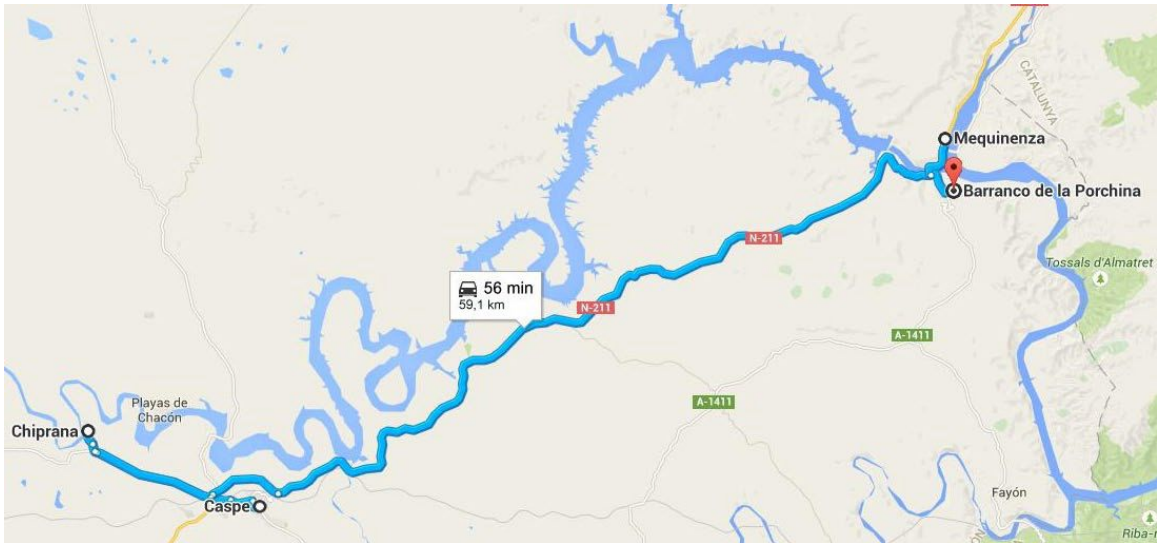 CATALUNYA
Mequinenza
Barranco de la Porchina
N-211
Tossals d'Almatret
56 min
59,1 km
N-211
A-1411
A-1411
Playas de
Chacón
Chiprana
Caspe
Fayón